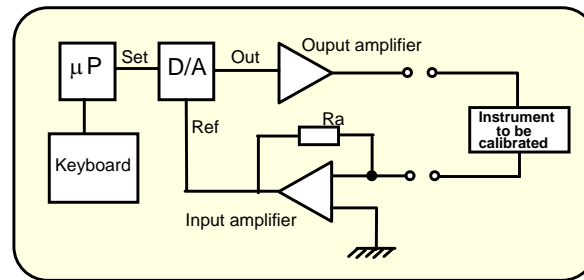 Ouput amplifier
Set
Out
μP
D/A
Instrument
to be
calibrated
Ra
Ref
Keyboard
Input amplifier